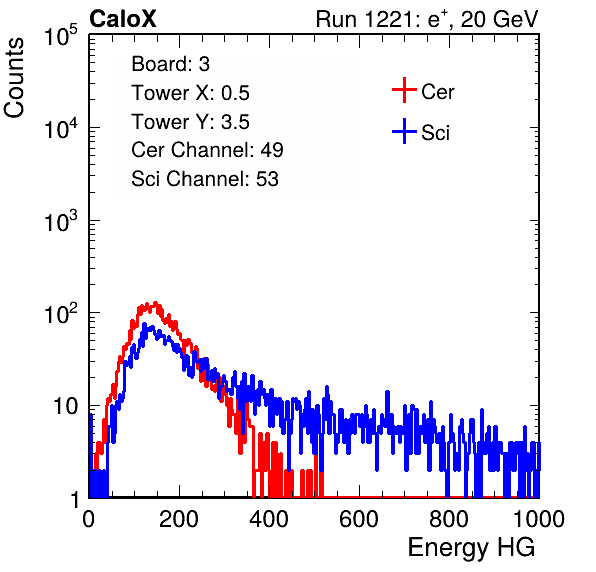 CaloX Run 1221: e⁺, 20 GeV
Counts
Board: 3
Tower X: 0.5
Tower Y: 3.5
Cer Channel: 49
Sci Channel: 53
Cer
Sci
10⁵
10⁴
10³
10²
10
1
0 200 400 600 800 1000
Energy HG